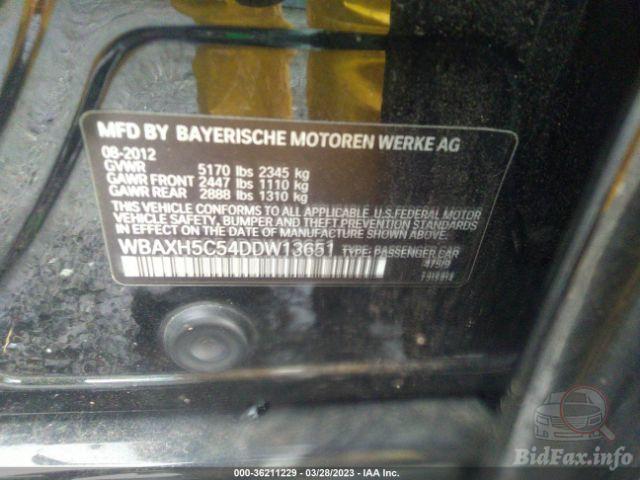 MFD BY BAYERISCHE MOTOREN WERKE AG
08-2012
GVWR 5170 lbs 2345 kg
GAWR FRONT 2447 lbs 1110 kg
GAWR REAR 2888 lbs 1310 kg
THIS VEHICLE CONFORMS TO ALL APPLICABLE U.S.FEDERAL MOTOR
VEHICLE SAFETY, BUMPER AND THEFT PREVENTION STANDARDS
IN EFFECT ON THE DATE OF MANUFACTURE SHOWN ABOVE.
WBAXH5C54DDW13651 TYPE: PASSENGER CAR
000-36211229 - 03/28/2023 - IAA Inc.
BidFax.info